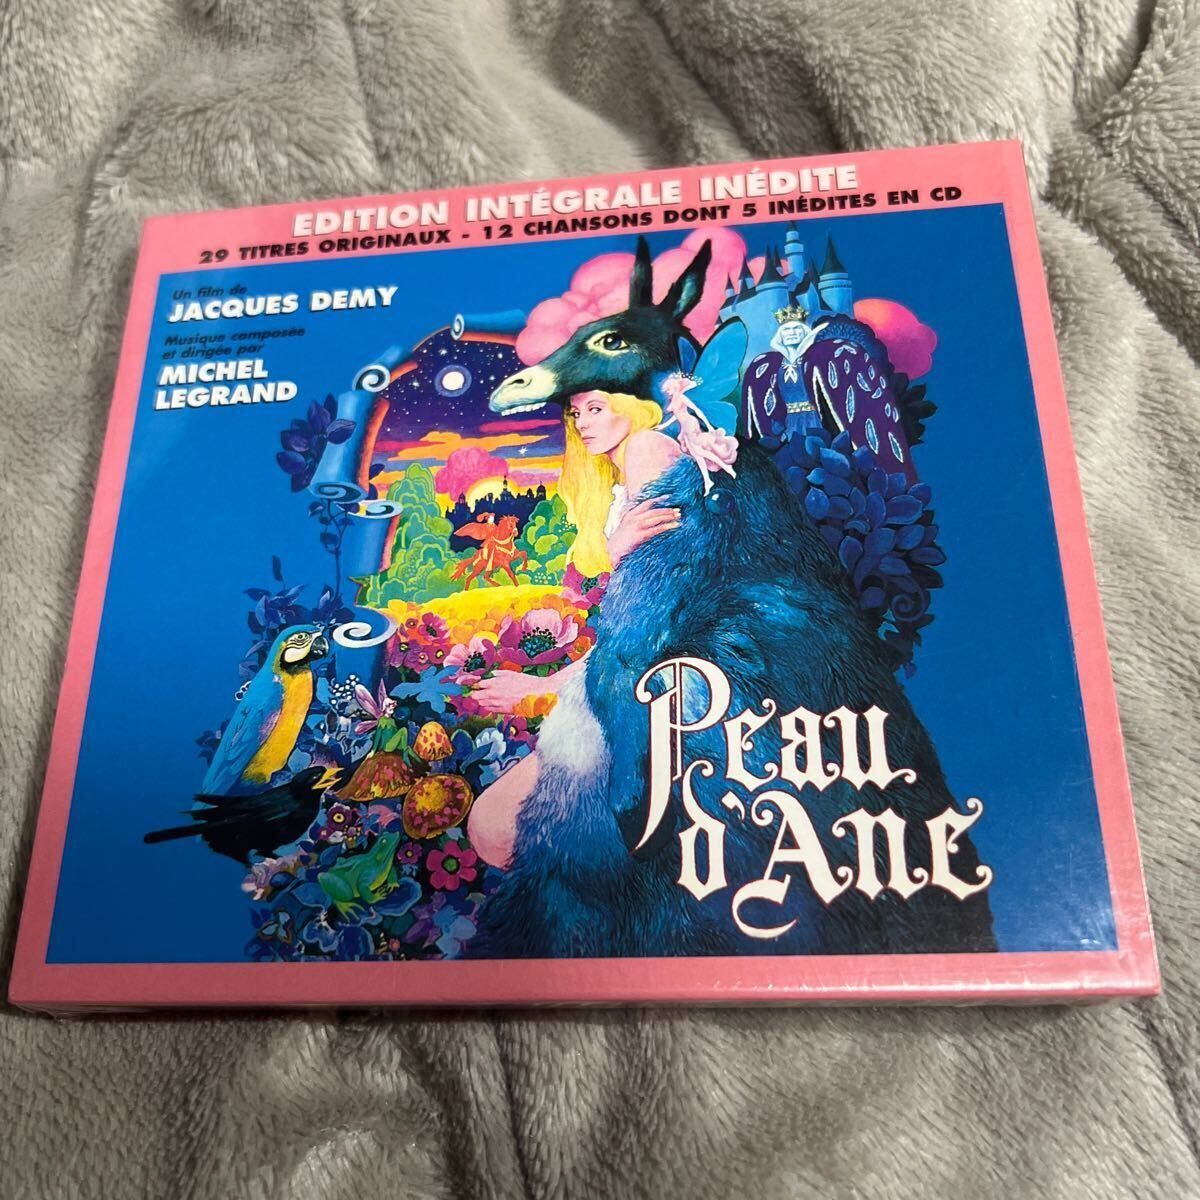 EDITION INTÉGRALE INÉDITE
29 TITRES ORIGINAUX - 12 CHANSONS DONT 5 INÉDITES EN CD
Un film de
JACQUES DEMY
Musique composée
et dirigée par
MICHEL
LEGRAND
Peau
d'Ane